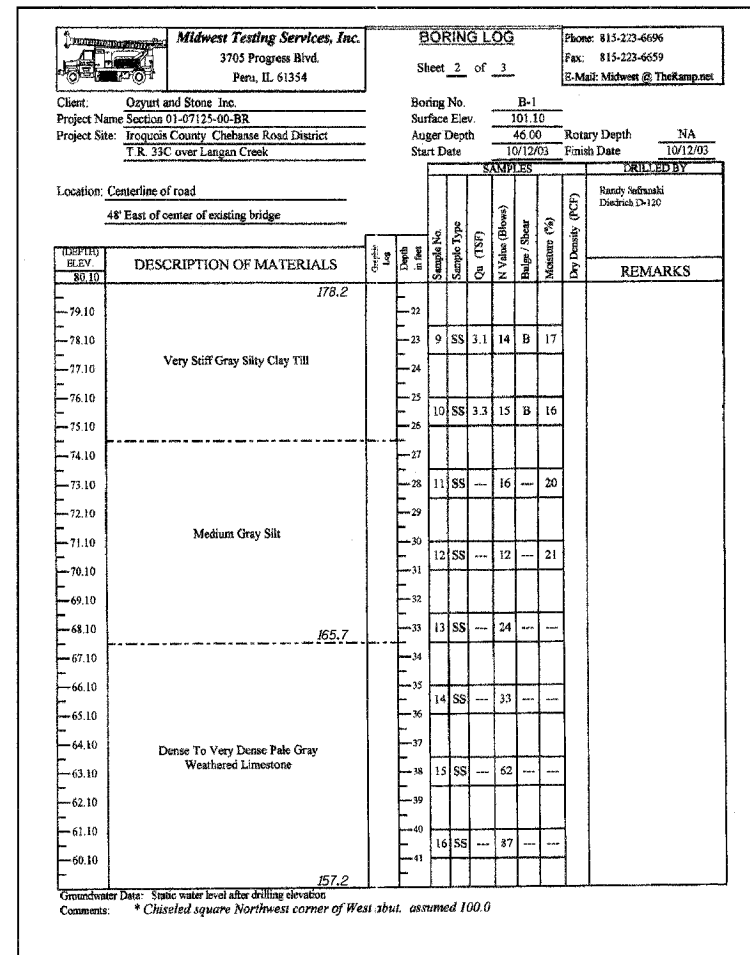 Midwest Testing Services, Inc.
3705 Progress Blvd.
Peru, IL 61354
BORING LOG
Sheet 2 of 3
Phone: 815-223-6696
Fax: 815-223-6659
E-Mail: Midwest @ TheRamp.net
Client: Ozyurt and Stone Inc.
Project Name Section 01-07125-00-BR
Project Site: Iroquois County Chebanse Road District
T.R. 33C over Langan Creek
Boring No. B-1
Surface Elev. 101.10
Auger Depth 46.00 Rotary Depth NA
Start Date 10/12/03 Finish Date 10/12/03
Location: Centerline of road
48' East of center of existing bridge
SAMPLES
DRILLED BY
Randy Safranski
Diedrich D-120
(DEPTH)
ELEV.
80.10
DESCRIPTION OF MATERIALS
Graphic
Log
Depth
in feet
Sample No.
Sample Type
Qu (TSF)
N Value (Blows)
Bulge / Shear
Moisture (%)
Dry Density (PCF)
REMARKS
178.2
79.10 22
78.10 23 9 SS 3.1 14 B 17
Very Stiff Gray Silty Clay Till
77.10 24
76.10 25
10 SS 3.3 15 B 16
75.10 26
74.10 27
73.10 28 11 SS --- 16 --- 20
72.10 29
Medium Gray Silt
71.10 30
12 SS --- 12 --- 21
70.10 31
69.10 32
68.10 33 13 SS --- 24 --- ---
165.7
67.10 34
66.10 35
14 SS --- 33 --- ---
65.10 36
64.10 37
Dense To Very Dense Pale Gray
Weathered Limestone
63.10 38 15 SS --- 62 --- ---
62.10 39
61.10 40
16 SS --- 87 --- ---
60.10 41
157.2
Groundwater Data: Static water level after drilling elevation
Comments: * Chiseled square Northwest corner of West abut. assumed 100.0